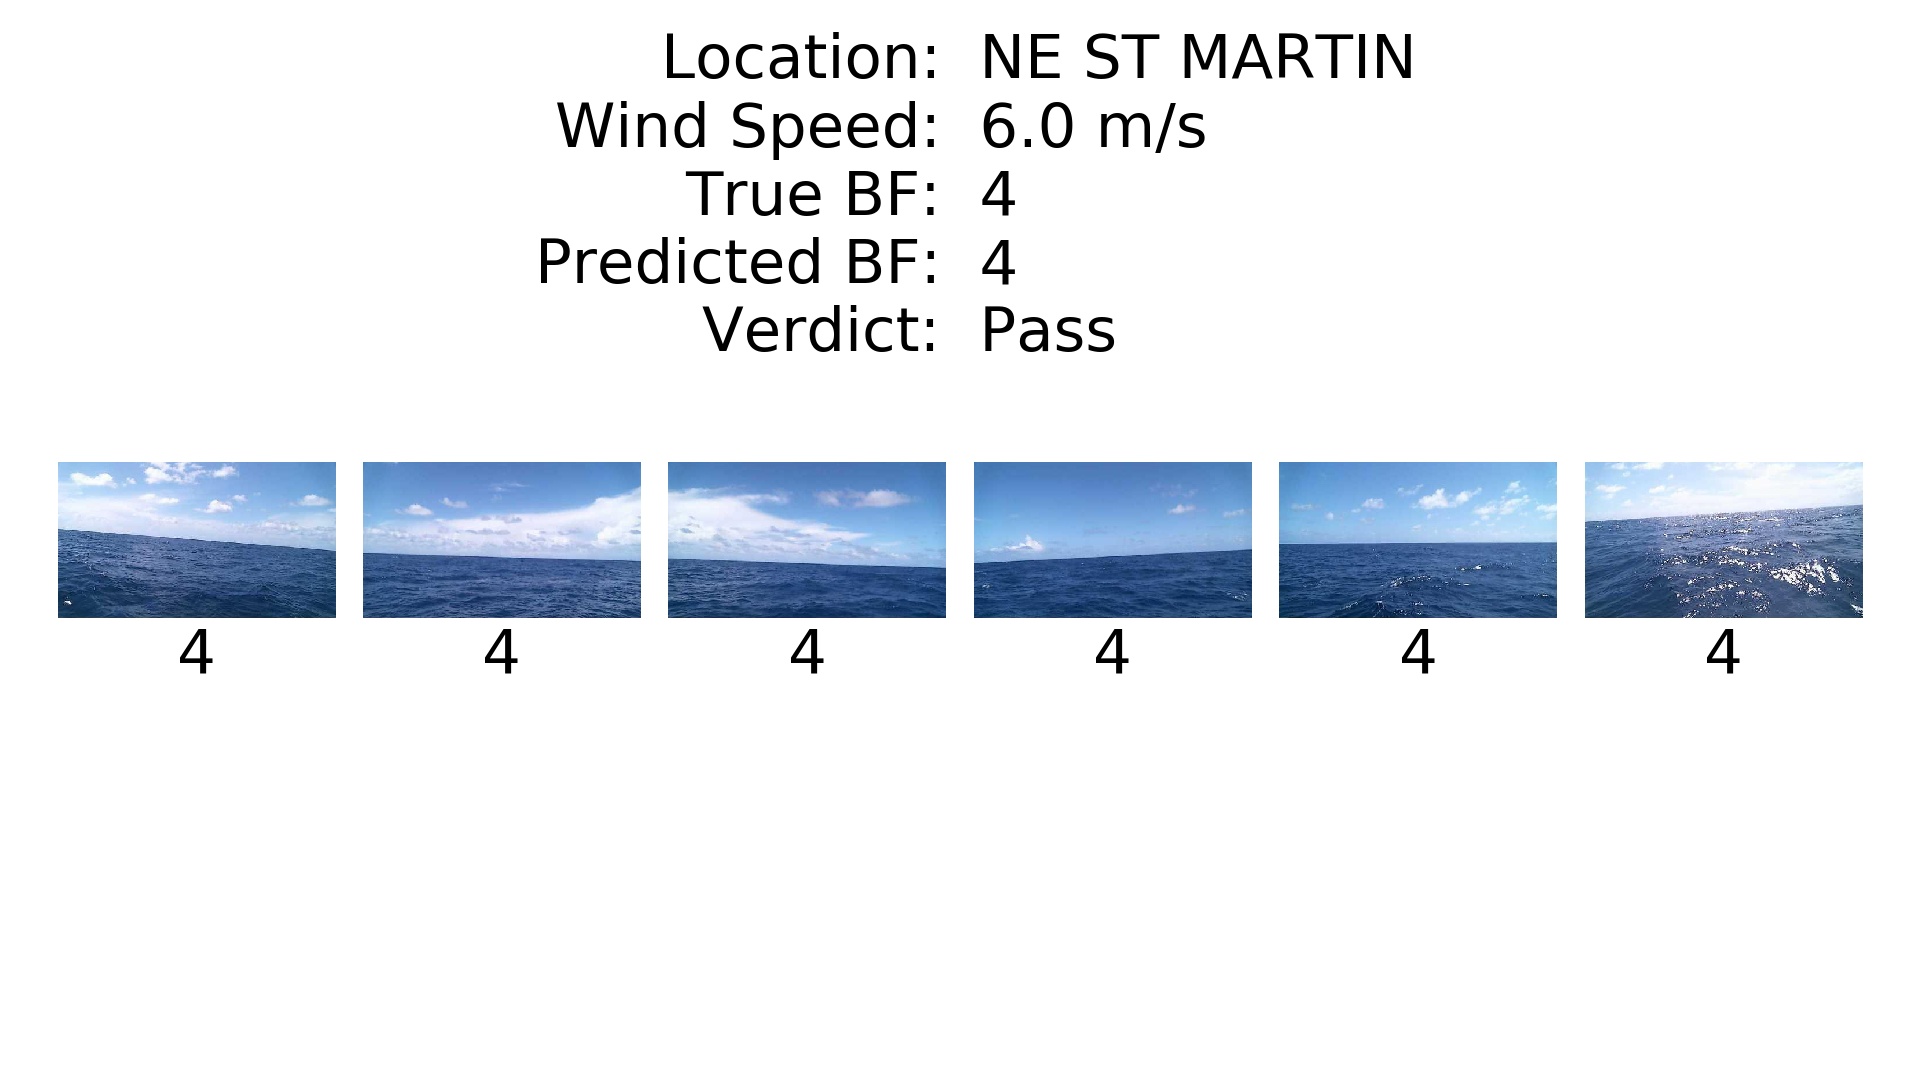 Location: NE ST MARTIN
Wind Speed: 6.0 m/s
True BF: 4
Predicted BF: 4
Verdict: Pass
4 4 4 4 4 4